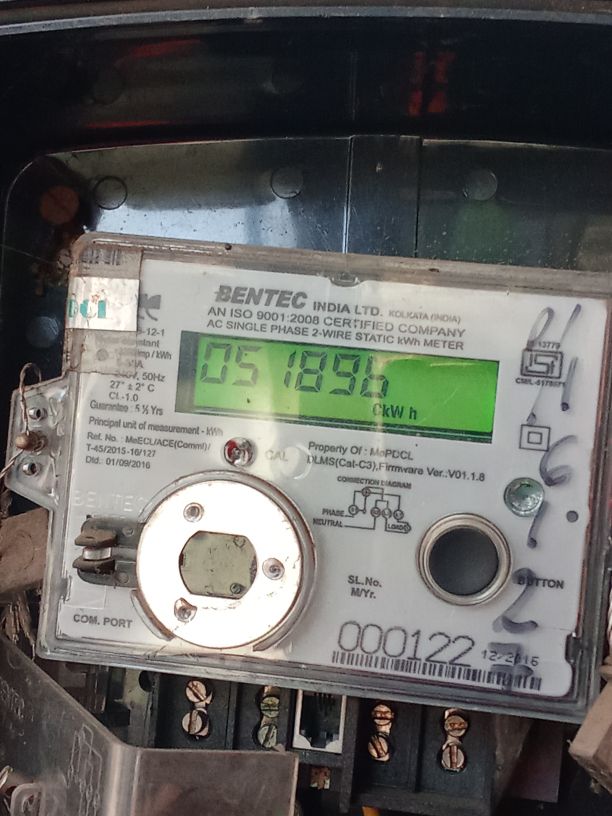 BENTEC INDIA LTD. KOLKATA (INDIA)
AN ISO 9001:2008 CERTIFIED COMPANY
AC SINGLE PHASE 2-WIRE STATIC kWh METER
051896
CkW h
50Hz
27° ± 2° C
Cl.-1.0
Guarantee : 5 ½ Yrs
Principal unit of measurement - kWh
Ref. No. : MeECL/ACE(Comml)/
T-45/2015-16/127
Dtd. 01/09/2016
CAL
Property Of : MePDCL
DLMS(Cat-C3),Firmware Ver.:V01.1.8
CONNECTION DIAGRAM
PHASE
NEUTRAL
LOAD
BENTEC
COM. PORT
SL.No.
M/Yr.
BUTTON
000122 12/2016